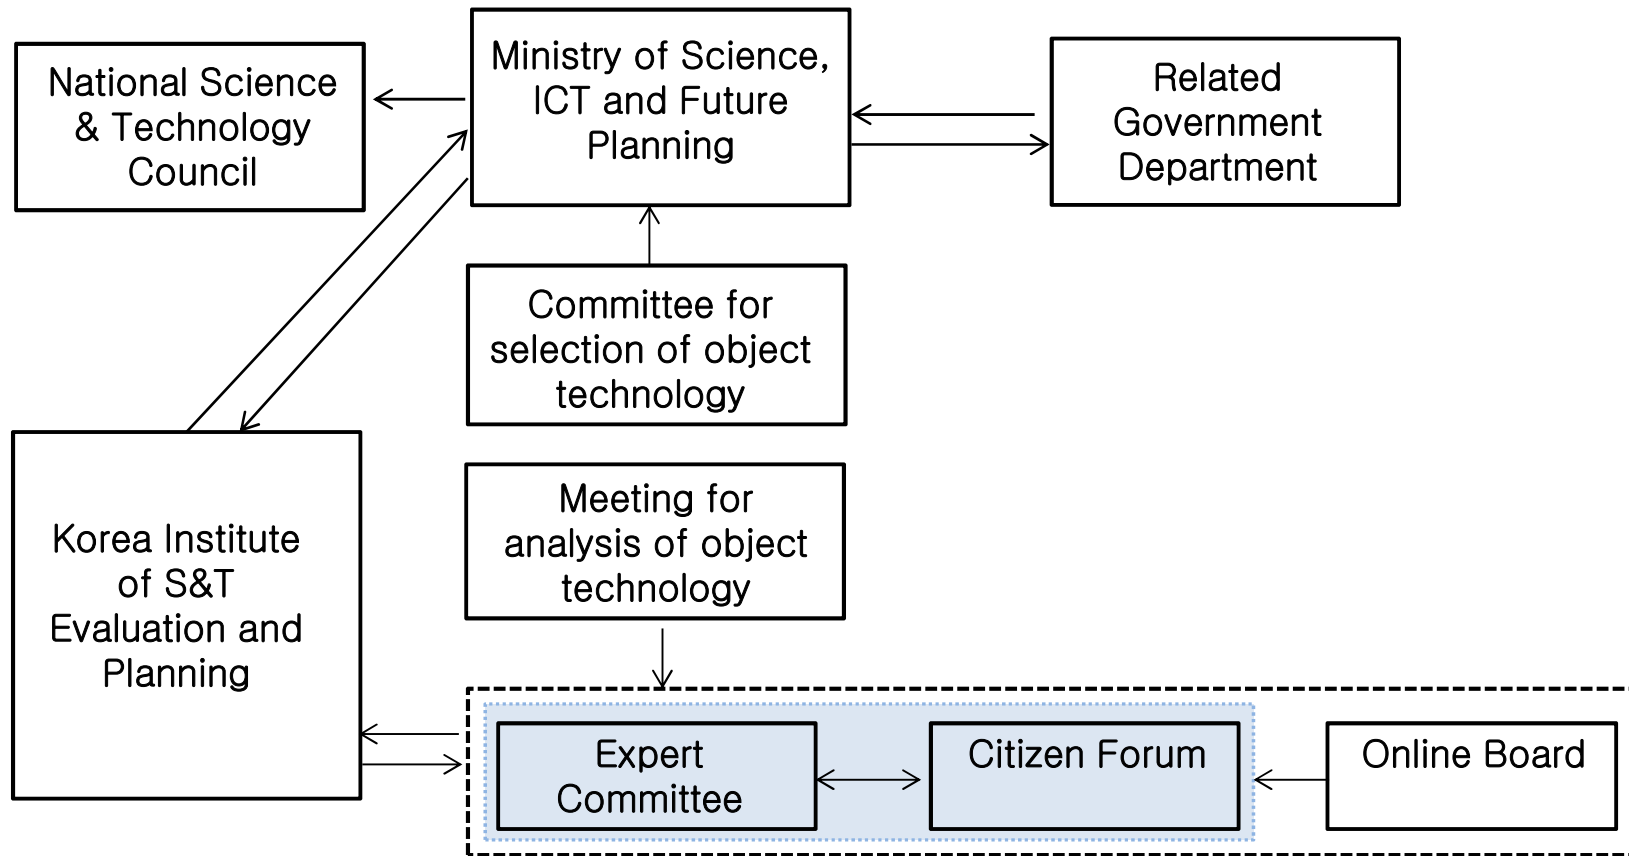 National Science
& Technology
Council
Ministry of Science,
ICT and Future
Planning
Related
Government
Department
Committee for
selection of object
technology
Meeting for
analysis of object
technology
Korea Institute
of S&T
Evaluation and
Planning
Expert
Committee
Citizen Forum
Online Board